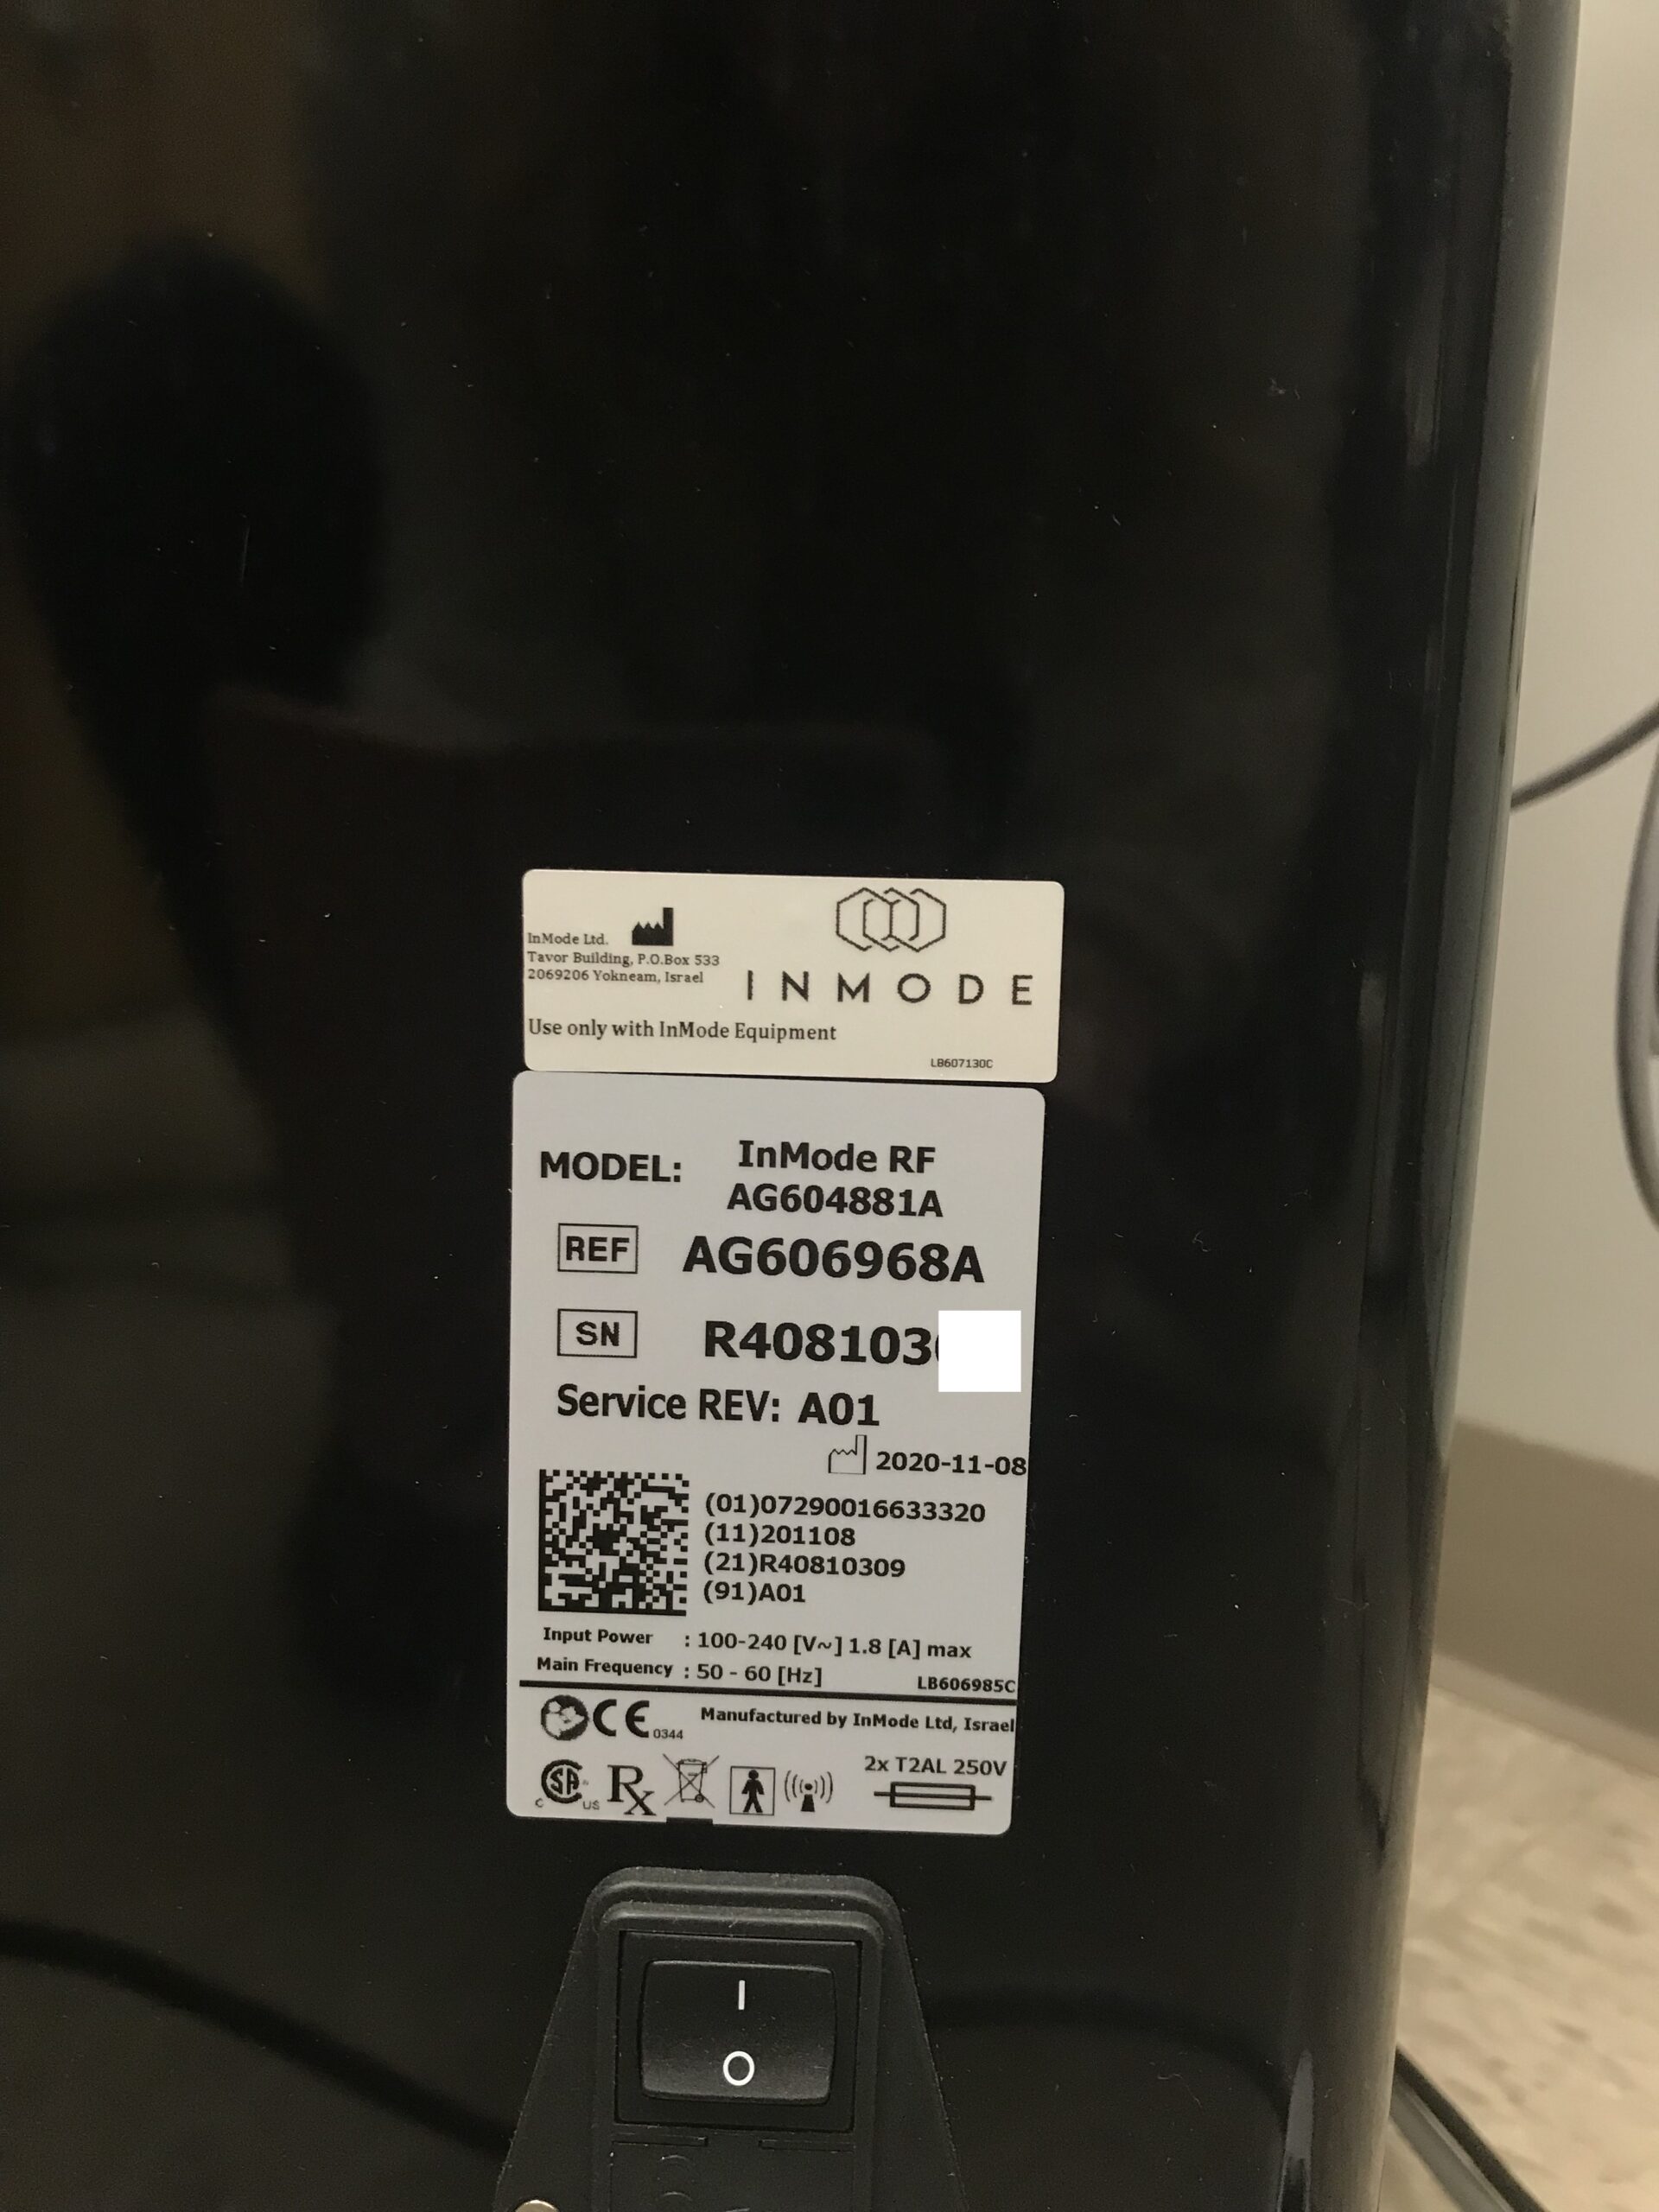 InMode Ltd.
Tavor Building, P.O.Box 533
2069206 Yokneam, Israel
INMODE
Use only with InMode Equipment
LB607130C
MODEL: InMode RF
AG604881A
REF AG606968A
SN R408103
Service REV: A01
2020-11-08
(01)07290016633320
(11)201108
(21)R40810309
(91)A01
Input Power : 100-240 [V~] 1.8 [A] max
Main Frequency : 50 - 60 [Hz]
LB606985C
CE 0344 Manufactured by InMode Ltd, Israel
2x T2AL 250V
C SA US Rx
I
O